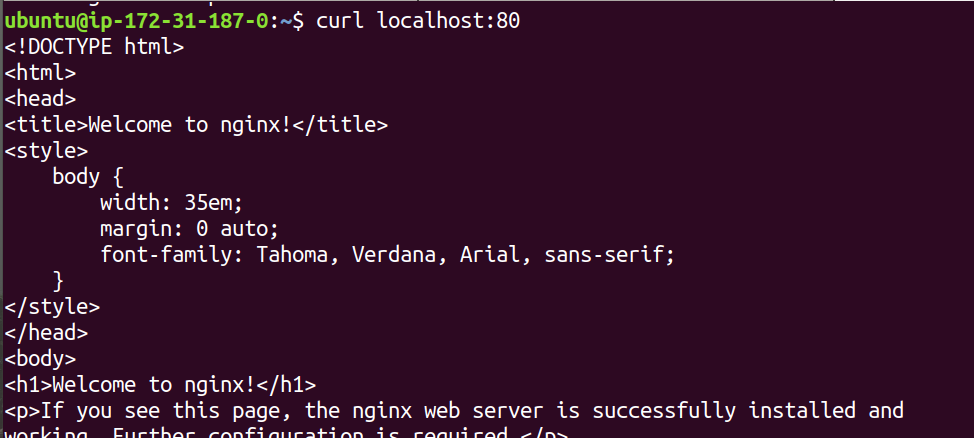 ubuntu@ip-172-31-187-0:~$ curl localhost:80
<!DOCTYPE html>
<html>
<head>
<title>Welcome to nginx!</title>
<style>
    body {
        width: 35em;
        margin: 0 auto;
        font-family: Tahoma, Verdana, Arial, sans-serif;
    }
</style>
</head>
<body>
<h1>Welcome to nginx!</h1>
<p>If you see this page, the nginx web server is successfully installed and
working. Further configuration is required.</p>